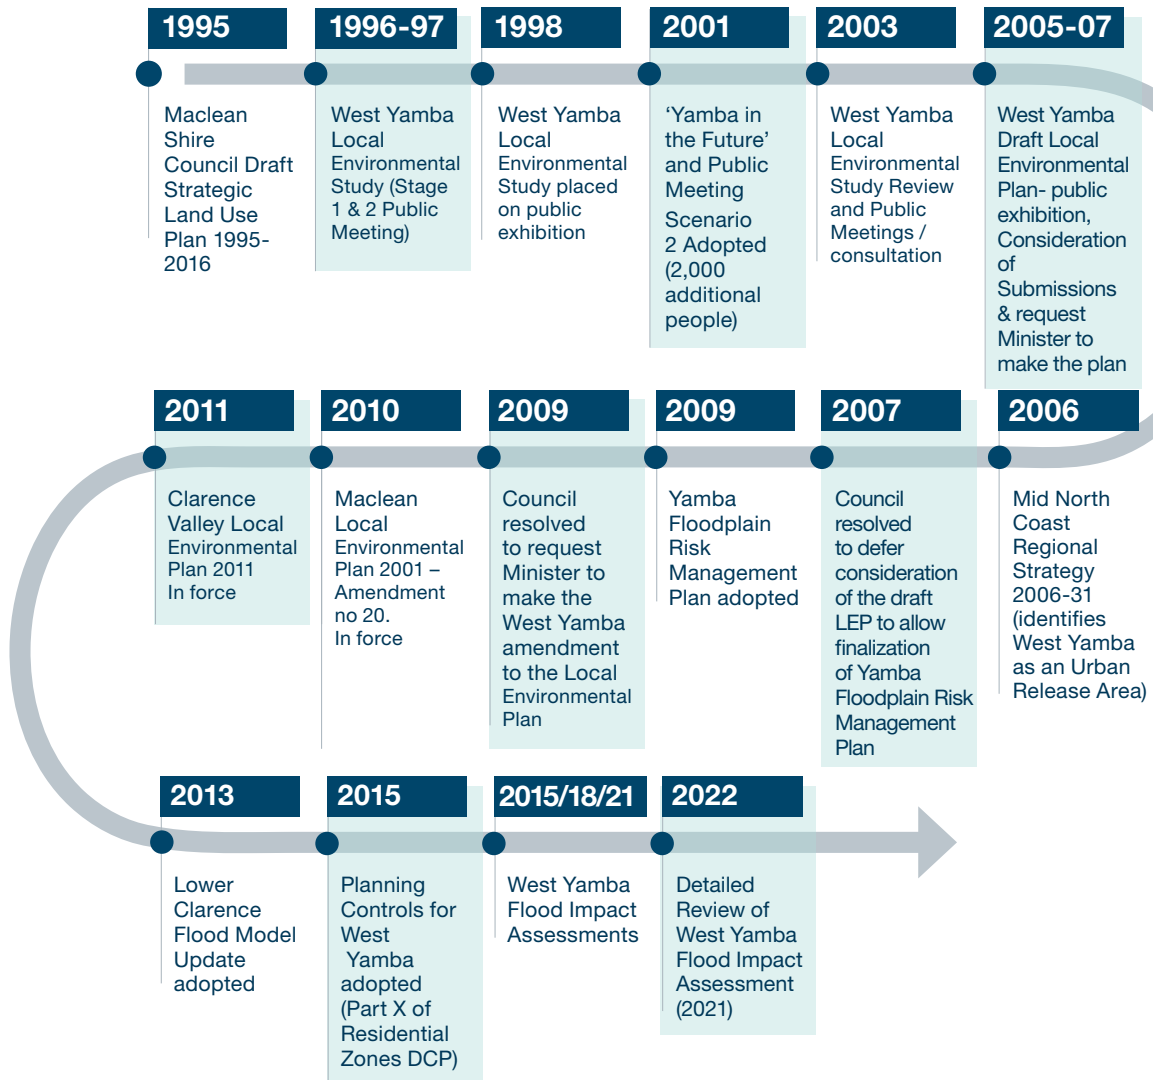 1995
Maclean
Shire
Council Draft
Strategic
Land Use
Plan 1995-
2016
1996-97
West Yamba
Local
Environmental
Study (Stage
1 & 2 Public
Meeting)
1998
West Yamba
Local
Environmental
Study placed
on public
exhibition
2001
‘Yamba in
the Future’
and Public
Meeting
Scenario
2 Adopted
(2,000
additional
people)
2003
West Yamba
Local
Environmental
Study Review
and Public
Meetings /
consultation
2005-07
West Yamba
Draft Local
Environmental
Plan- public
exhibition,
Consideration
of
Submissions
& request
Minister to
make the plan
2006
Mid North
Coast
Regional
Strategy
2006-31
(identifies
West Yamba
as an Urban
Release Area)
2007
Council
resolved
to defer
consideration
of the draft
LEP to allow
finalization
of Yamba
Floodplain Risk
Management
Plan
2009
Yamba
Floodplain
Risk
Management
Plan adopted
2009
Council
resolved
to request
Minister to
make the
West Yamba
amendment
to the Local
Environmental
Plan
2010
Maclean
Local
Environmental
Plan 2001 –
Amendment
no 20.
In force
2011
Clarence
Valley Local
Environmental
Plan 2011
In force
2013
Lower
Clarence
Flood Model
Update
adopted
2015
Planning
Controls for
West
Yamba
adopted
(Part X of
Residential
Zones DCP)
2015/18/21
West Yamba
Flood Impact
Assessments
2022
Detailed
Review of
West Yamba
Flood Impact
Assessment
(2021)